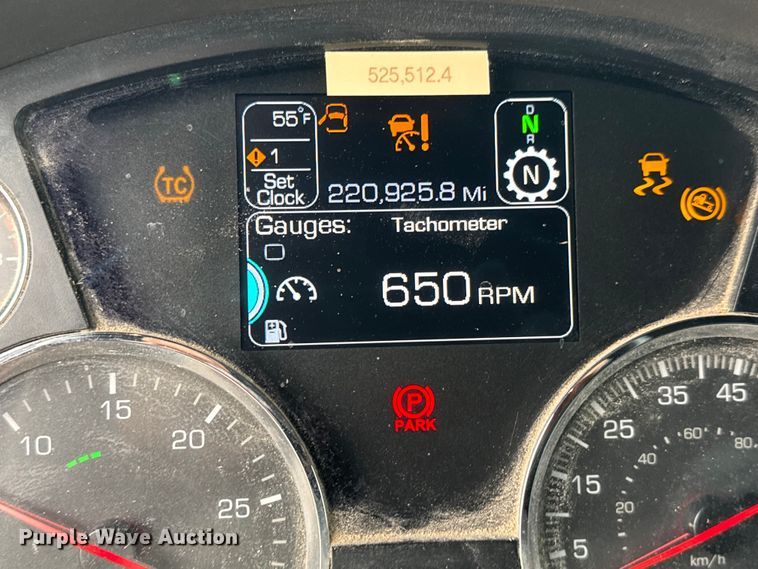 525,512.4
55°F
1
Set
Clock
220,925.8 Mi
D
N
R
N
TC
Gauges: Tachometer
650 RPM
P
PARK
10
15
20
25
5
15
25
35
45
20
40
60
80
km/h
Purple Wave Auction